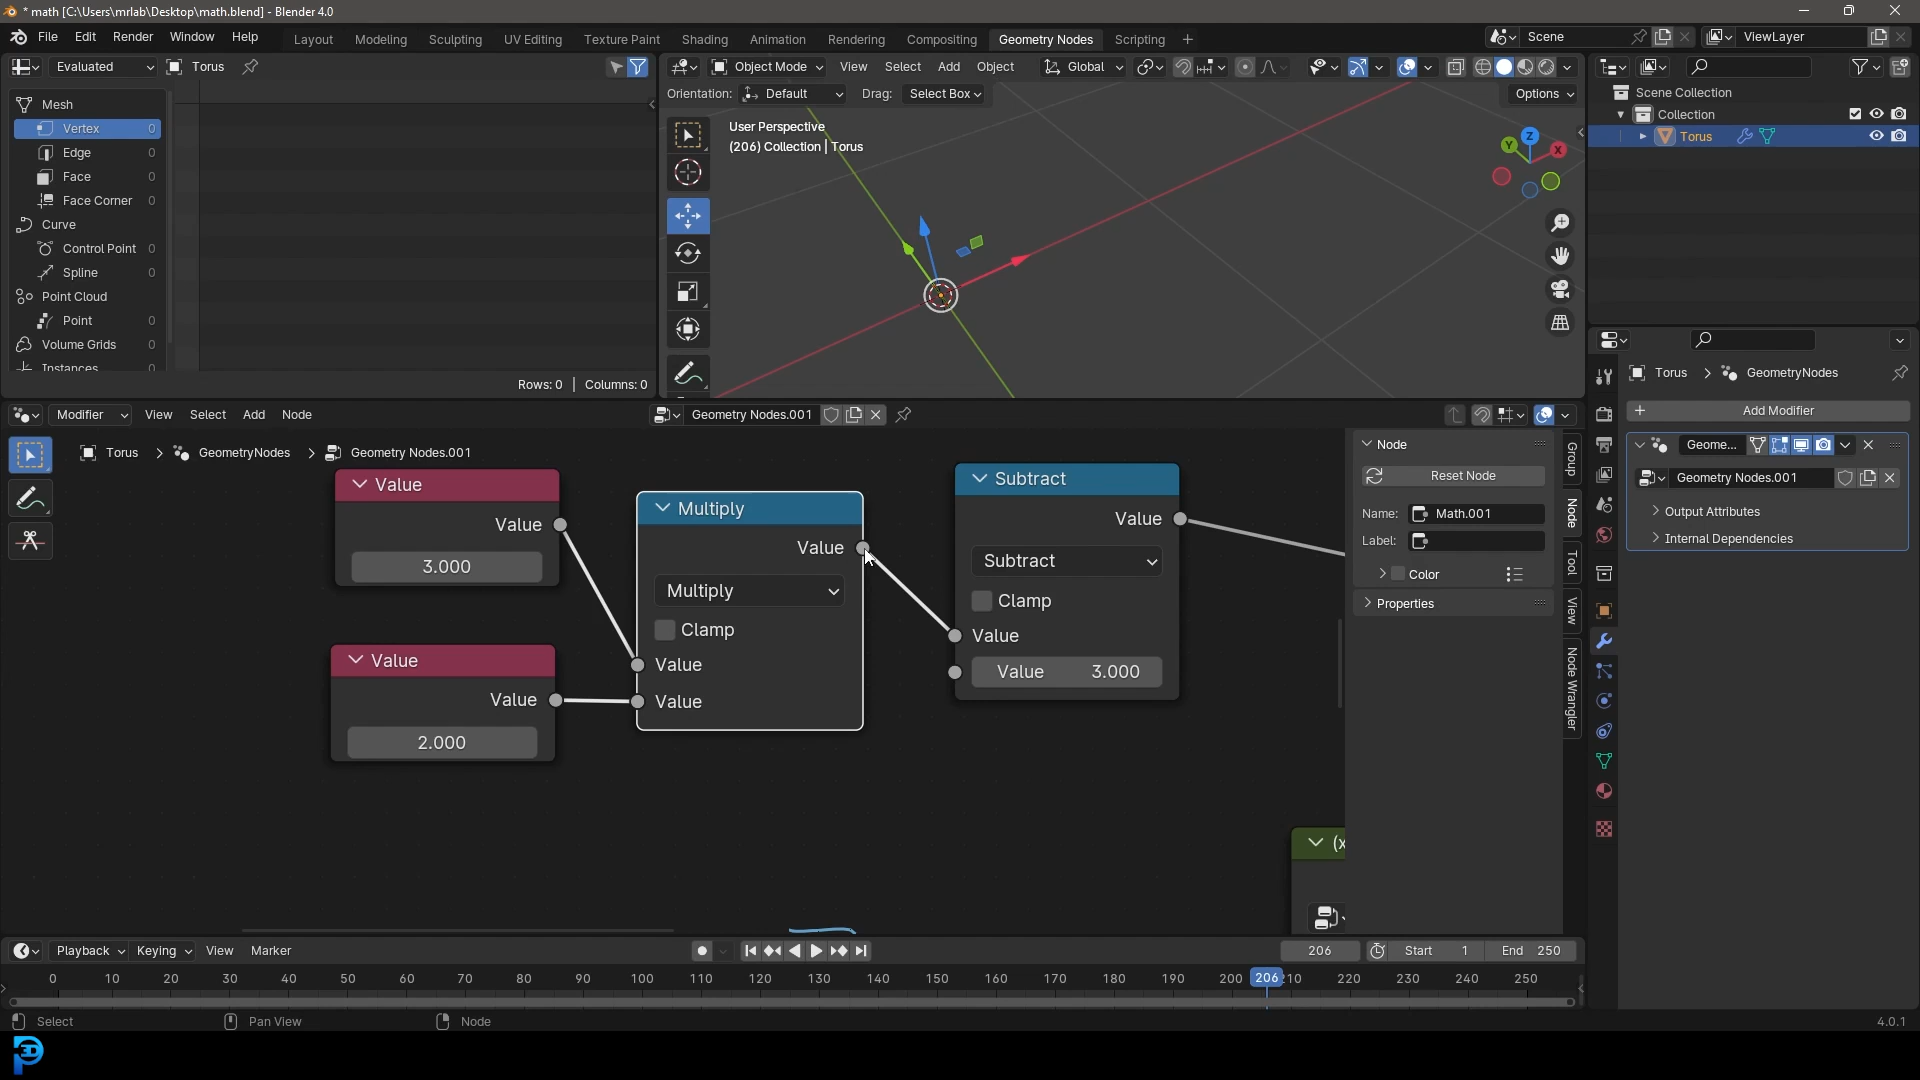 * math [C:\Users\mrlab\Desktop\math.blend] - Blender 4.0
File Edit Render Window Help Layout Modeling Sculpting UV Editing Texture Paint Shading Animation Rendering Compositing Geometry Nodes Scripting + Scene ViewLayer
Evaluated Torus
Object Mode View Select Add Object Global
Orientation: Default Drag: Select Box Options
Mesh
Vertex 0
Edge 0
Face 0
Face Corner 0
Curve
Control Point 0
Spline 0
Point Cloud
Point 0
Volume Grids 0
Instances 0
Rows: 0 | Columns: 0
User Perspective
(206) Collection | Torus
Z
Y
X
Scene Collection
Collection
Torus
Torus > GeometryNodes
+ Add Modifier
Geome...
Geometry Nodes.001
> Output Attributes
> Internal Dependencies
Modifier View Select Add Node Geometry Nodes.001
Torus > GeometryNodes > Geometry Nodes.001
Value
Value
3.000
Value
Value
2.000
Multiply
Value
Multiply
Clamp
Value
Value
Subtract
Value
Subtract
Clamp
Value
Value 3.000
(x
Node
Reset Node
Name: Math.001
Label:
Color
Properties
Group
Node
Tool
View
Node Wrangler
Playback Keying View Marker 206 Start 1 End 250
0 10 20 30 40 50 60 70 80 90 100 110 120 130 140 150 160 170 180 190 200 206 210 220 230 240 250
Select Pan View Node 4.0.1